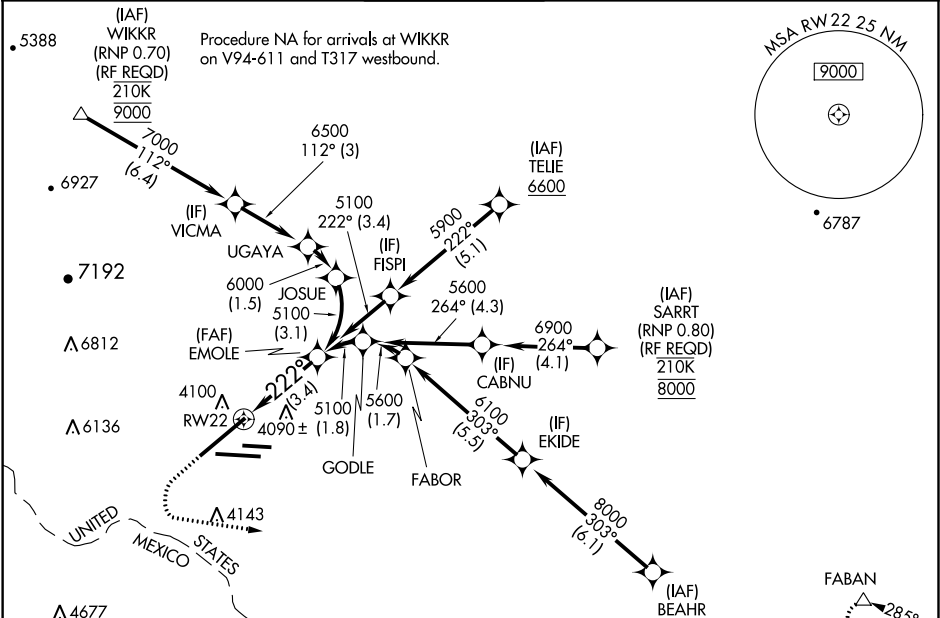 (IAF)
WIKKR
(RNP 0.70)
(RF REQD)
210K
9000
Procedure NA for arrivals at WIKKR
on V94-611 and T317 westbound.
MSA RW 22 25 NM
9000
5388
7000
112°
(6.4)
6500
112° (3)
(IAF)
TELIE
6600
6927
(IF)
VICMA
5100
222° (3.4)
5900
222°
(5.1)
6787
UGAYA
(IF)
FISPI
7192
6000
(1.5)
JOSUE
5600
264° (4.3)
(IAF)
SARRT
(RNP 0.80)
(RF REQD)
210K
8000
5100
(3.1)
6900
264°
(4.1)
6812
(FAF)
EMOLE
(IF)
CABNU
222°
(3.4)
4100
RW22
4090 ±
5100
(1.8)
5600
(1.7)
6100
303°
(5.5)
6136
(IF)
EKIDE
GODLE
FABOR
4143
8000
303°
(6.1)
UNITED STATES
MEXICO
(IAF)
BEAHR
FABAN
285°
4677